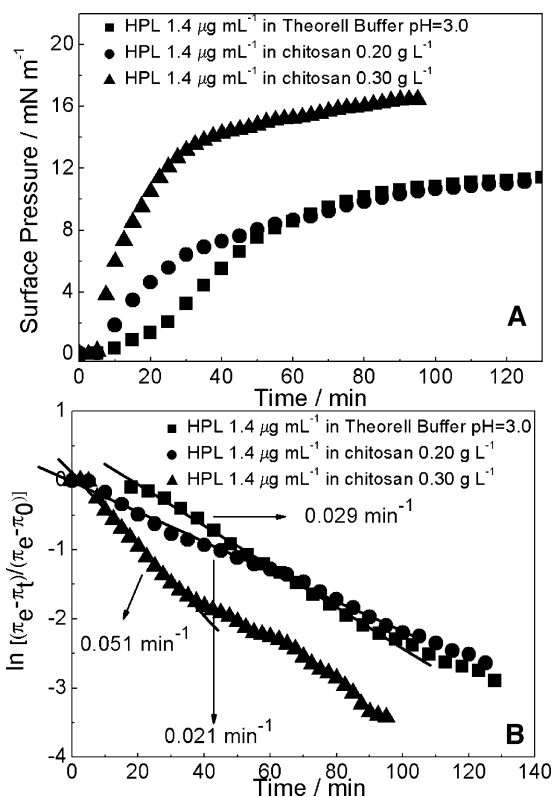 HPL 1.4 μg mL⁻¹ in Theorell Buffer pH=3.0
HPL 1.4 μg mL⁻¹ in chitosan 0.20 g L⁻¹
HPL 1.4 μg mL⁻¹ in chitosan 0.30 g L⁻¹
Surface Pressure / mN m⁻¹
20
16
12
8
4
0
A
0 20 40 60 80 100 120
Time / min
HPL 1.4 μg mL⁻¹ in Theorell Buffer pH=3.0
HPL 1.4 μg mL⁻¹ in chitosan 0.20 g L⁻¹
HPL 1.4 μg mL⁻¹ in chitosan 0.30 g L⁻¹
ln [(πe-πt)/(πe-π0)]
1
0
-1
-2
-3
-4
0.029 min⁻¹
0.051 min⁻¹
0.021 min⁻¹
B
0 20 40 60 80 100 120 140
Time / min